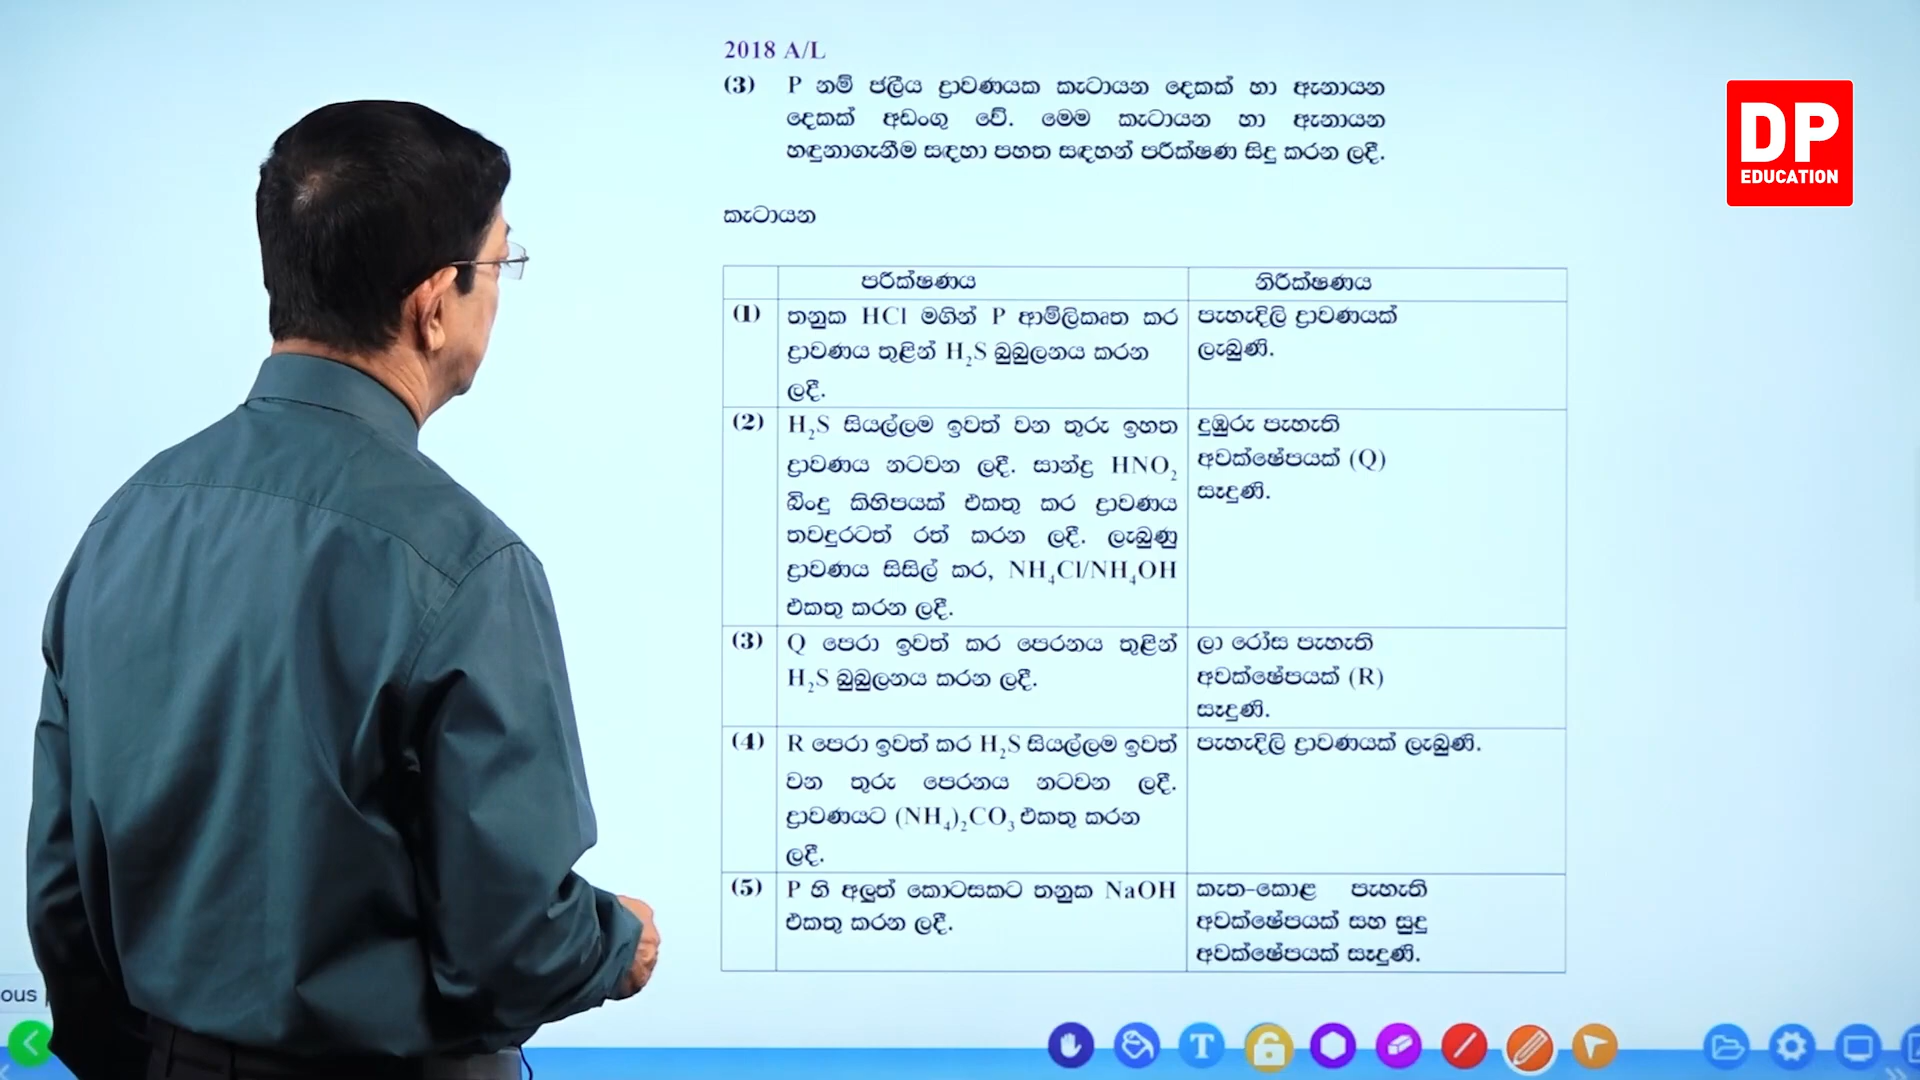 2018 A/L
(3) P නම් ජලීය ද්‍රාවණයක කැටායන දෙකක් හා ඇනායන
දෙකක් අඩංගු වේ. මෙම කැටායන හා ඇනායන
හඳුනාගැනීම සඳහා පහත සඳහන් පරීක්ෂණ සිදු කරන ලදී.
DP
EDUCATION
කැටායන
පරීක්ෂණය නිරීක්ෂණය
(1) තනුක HCl මගින් P ආම්ලිකෘත කර
ද්‍රාවණය තුළින් H₂S බුබුලනය කරන
ලදී.
පැහැදිලි ද්‍රාවණයක්
ලැබුණි.
(2) H₂S සියල්ලම ඉවත් වන තුරු ඉහත
ද්‍රාවණය නටවන ලදී. සාන්ද්‍ර HNO₂
බිංදු කිහිපයක් එකතු කර ද්‍රාවණය
තවදුරටත් රත් කරන ලදී. ලැබුණු
ද්‍රාවණය සිසිල් කර, NH₄Cl/NH₄OH
එකතු කරන ලදී.
දුඹුරු පැහැති
අවක්ෂේපයක් (Q)
සෑදුණි.
(3) Q පෙරා ඉවත් කර පෙරනය තුළින්
H₂S බුබුලනය කරන ලදී.
ලා රෝස පැහැති
අවක්ෂේපයක් (R)
සෑදුණි.
(4) R පෙරා ඉවත් කර H₂S සියල්ලම ඉවත්
වන තුරු පෙරනය නටවන ලදී.
ද්‍රාවණයට (NH₄)₂CO₃ එකතු කරන
ලදී.
පැහැදිලි ද්‍රාවණයක් ලැබුණි.
(5) P හි අලුත් කොටසකට තනුක NaOH
එකතු කරන ලදී.
කැත-කොළ පැහැති
අවක්ෂේපයක් සහ සුදු
අවක්ෂේපයක් සෑදුණි.
ous
T